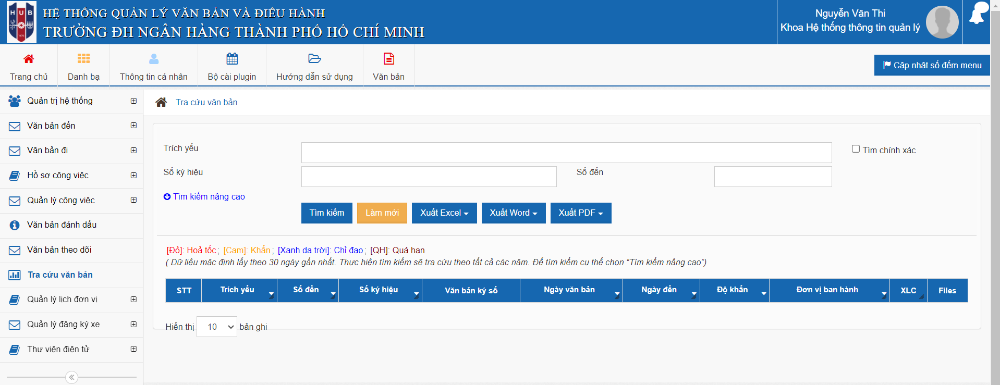 HUB
HỆ THỐNG QUẢN LÝ VĂN BẢN VÀ ĐIỀU HÀNH
TRƯỜNG ĐH NGÂN HÀNG THÀNH PHỐ HỒ CHÍ MINH
Nguyễn Văn Thi
Khoa Hệ thống thông tin quản lý
Trang chủ
Danh bạ
Thông tin cá nhân
Bộ cài plugin
Hướng dẫn sử dụng
Văn bản
Cập nhật số đếm menu
Quản trị hệ thống
Văn bản đến
Văn bản đi
Hồ sơ công việc
Quản lý công việc
Văn bản đánh dấu
Văn bản theo dõi
Tra cứu văn bản
Quản lý lịch đơn vị
Quản lý đăng ký xe
Thư viện điện tử
Tra cứu văn bản
Trích yếu
Tìm chính xác
Số ký hiệu
Số đến
Tìm kiếm nâng cao
Tìm kiếm
Làm mới
Xuất Excel
Xuất Word
Xuất PDF
[Đỏ]: Hoả tốc; [Cam]: Khẩn; [Xanh da trời]: Chỉ đạo; [QH]: Quá hạn
( Dữ liệu mặc định lấy theo 30 ngày gần nhất. Thực hiện tìm kiếm sẽ tra cứu theo tất cả các năm. Để tìm kiếm cụ thể chọn “Tìm kiếm nâng cao”)
STT Trích yếu Số đến Số ký hiệu Văn bản ký số Ngày văn bản Ngày đến Độ khẩn Đơn vị ban hành XLC Files
Hiển thị 10 bản ghi